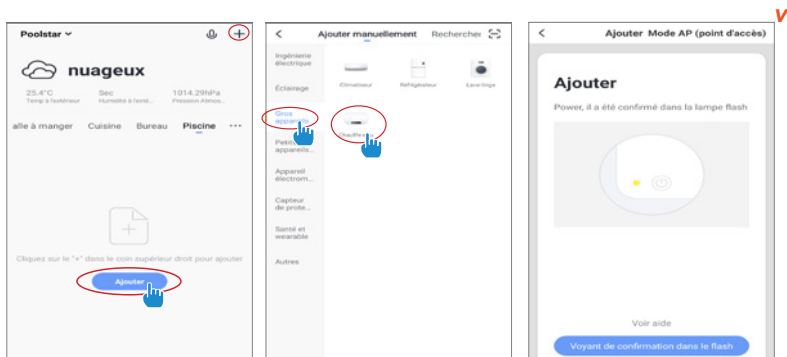 V
Poolstar
nuageux
25.4°C Sec 1014.29hPa
Temp à l'extérieur Humidité à l'exté... Pression Atmos...
alle à manger Cuisine Bureau Piscine ...
Cliquez sur le "+" dans le coin supérieur droit pour ajouter
Ajouter
< Ajouter manuellement Rechercher
Ingénierie
électrique
Climatiseur Réfrigérateur Lave-linge
Éclairage
Gros
appareils
Chauffe-eau
Petits
appareils...
Appareil
électrom...
Capteur
de prote...
Santé et
wearable
Autres
< Ajouter Mode AP (point d'accès)
Ajouter
Power, il a été confirmé dans la lampe flash
Voir aide
Voyant de confirmation dans le flash